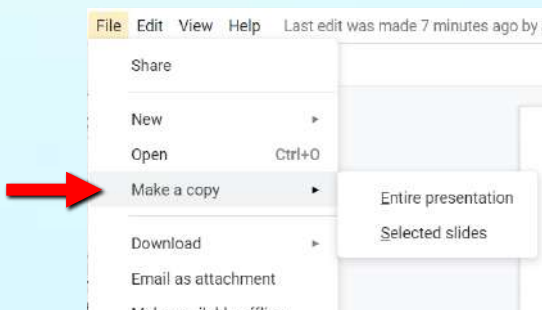 File Edit View Help Last edit was made 7 minutes ago by
Share
New
Open Ctrl+O
Make a copy
Entire presentation
Selected slides
Download
Email as attachment